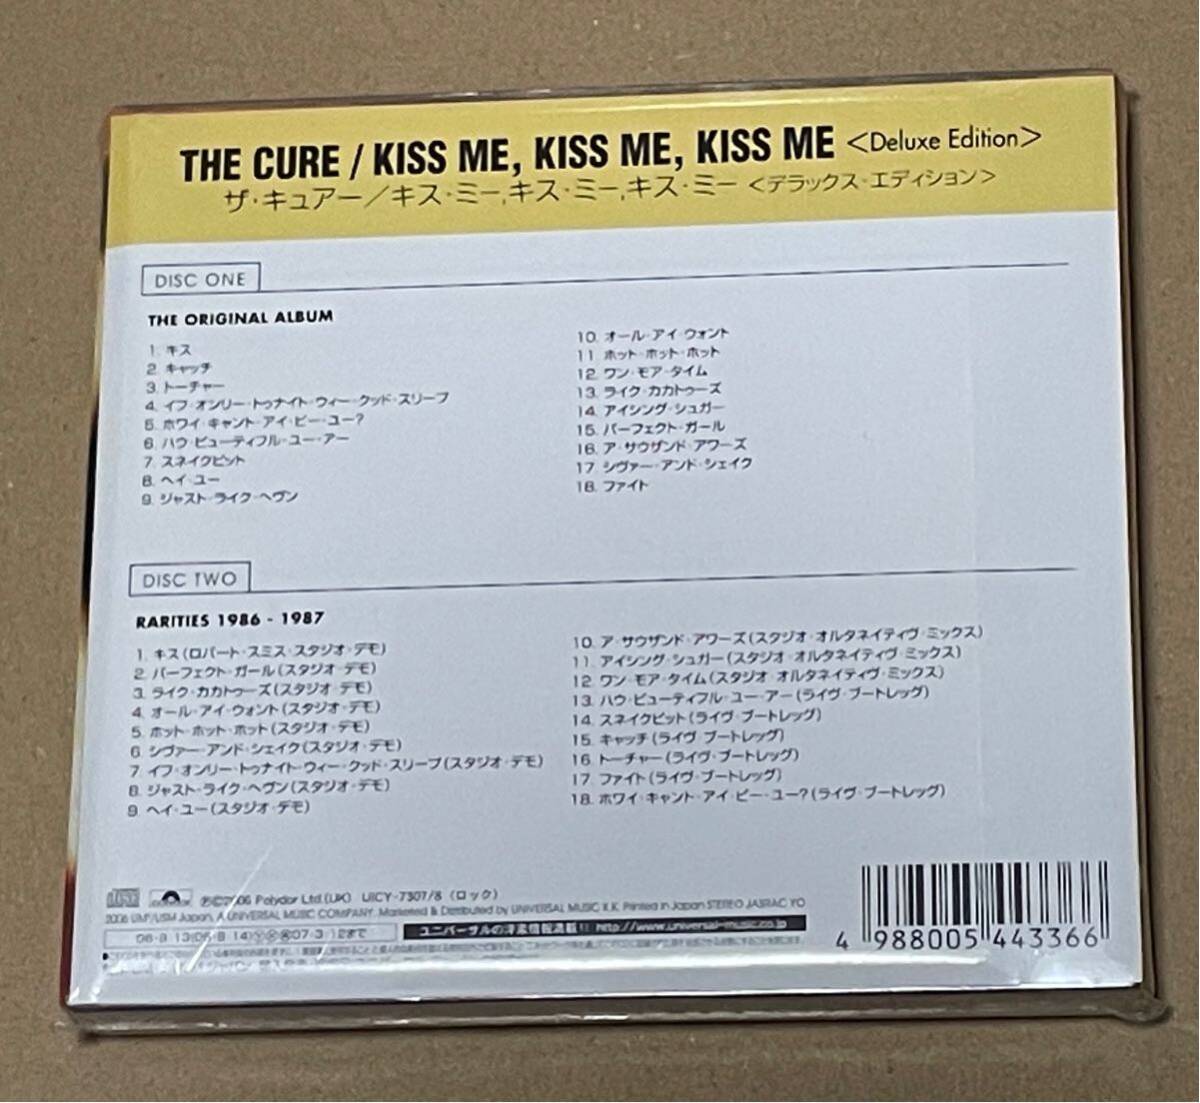 THE CURE / KISS ME, KISS ME, KISS ME <Deluxe Edition>
ザ・キュアー／キス・ミー,キス・ミー,キス・ミー <デラックス・エディション>
DISC ONE
THE ORIGINAL ALBUM
1. キス
2. キャッチ
3. トーチャー
4. イフ・オンリー・トゥナイト・ウィー・クッド・スリープ
5. ホワイ・キャント・アイ・ビー・ユー?
6. ハウ・ビューティフル・ユー・アー
7. スネイクピット
8. ヘイ・ユー
9. ジャスト・ライク・ヘヴン
10. オール・アイ・ウォント
11. ホット・ホット・ホット
12. ワン・モア・タイム
13. ライク・カカトゥーズ
14. アイシング・シュガー
15. パーフェクト・ガール
16. ア・サウザンド・アワーズ
17. シヴァー・アンド・シェイク
18. ファイト
DISC TWO
RARITIES 1986 - 1987
1. キス(ロバート・スミス・スタジオ・デモ)
2. パーフェクト・ガール(スタジオ・デモ)
3. ライク・カカトゥーズ(スタジオ・デモ)
4. オール・アイ・ウォント(スタジオ・デモ)
5. ホット・ホット・ホット(スタジオ・デモ)
6. シヴァー・アンド・シェイク(スタジオ・デモ)
7. イフ・オンリー・トゥナイト・ウィー・クッド・スリープ(スタジオ・デモ)
8. ジャスト・ライク・ヘヴン(スタジオ・デモ)
9. ヘイ・ユー(スタジオ・デモ)
10. ア・サウザンド・アワーズ(スタジオ・オルタネイティヴ・ミックス)
11. アイシング・シュガー(スタジオ・オルタネイティヴ・ミックス)
12. ワン・モア・タイム(スタジオ オルタネイティヴ・ミックス)
13. ハウ・ビューティフル・ユー・アー(ライヴ・ブートレッグ)
14. スネイクピット(ライヴ・ブートレッグ)
15. キャッチ(ライヴ・ブートレッグ)
16. トーチャー(ライヴ・ブートレッグ)
17. ファイト(ライヴ・ブートレッグ)
18. ホワイ・キャント・アイ・ビー・ユー?(ライヴ・ブートレッグ)
℗©2006 Polydor Ltd.(UK) UICY-7307/8 (ロック)
2006 UMP/USM Japan, A UNIVERSAL MUSIC COMPANY. Marketed & Distributed by UNIVERSAL MUSIC K.K. Printed in Japan STEREO JASRAC YO
ユニバーサルの洋楽情報満載!! http://www.universal-music.co.jp
4 988005 443366